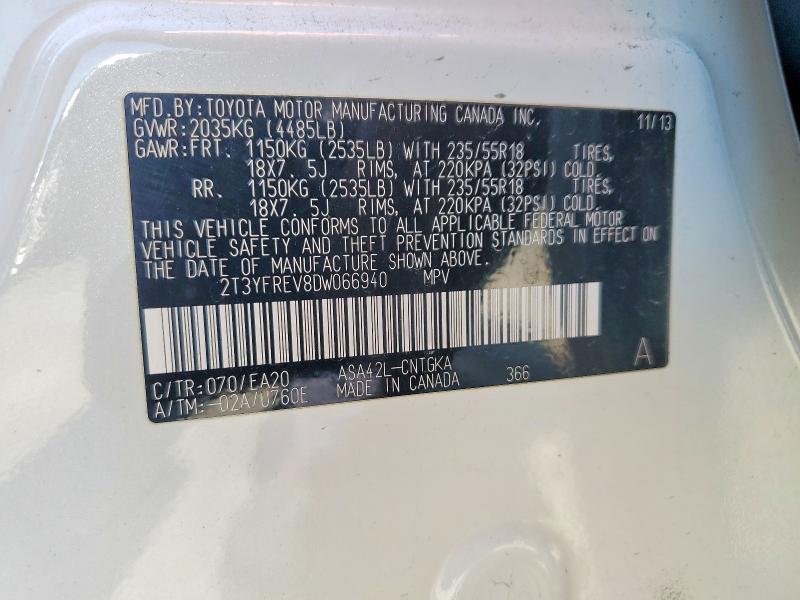 MFD.BY:TOYOTA MOTOR MANUFACTURING CANADA INC. 11/13
GVWR:2035KG (4485LB)
GAWR:FRT. 1150KG (2535LB) WITH 235/55R18 TIRES,
18X7.5J RIMS, AT 220KPA (32PSI) COLD.
RR. 1150KG (2535LB) WITH 235/55R18 TIRES,
18X7.5J RIMS, AT 220KPA (32PSI) COLD.
THIS VEHICLE CONFORMS TO ALL APPLICABLE FEDERAL MOTOR
VEHICLE SAFETY AND THEFT PREVENTION STANDARDS IN EFFECT ON
THE DATE OF MANUFACTURE SHOWN ABOVE.
2T3YFREV8DW066940 MPV
C/TR:070/EA20 ASA42L-CNTGKA 366 A
A/TM:-02A/U760E MADE IN CANADA